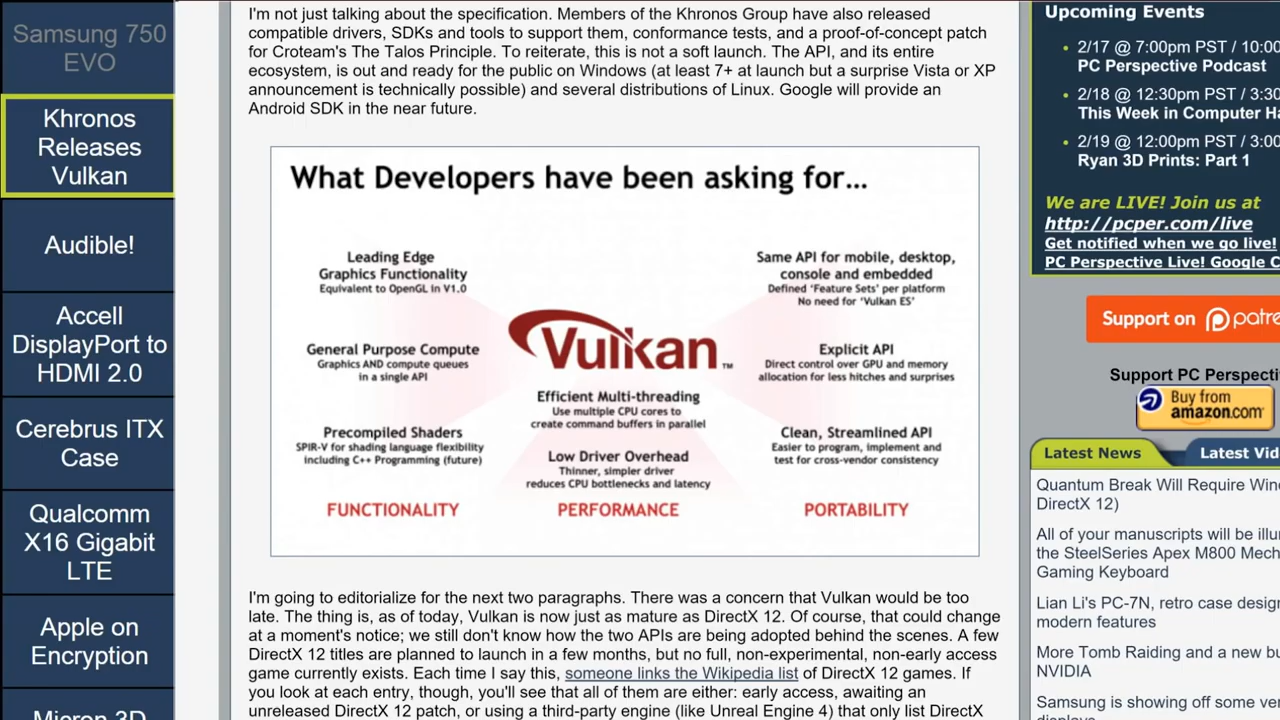 Samsung 750
EVO
Khronos
Releases
Vulkan
Audible!
Accell
DisplayPort to
HDMI 2.0
Cerebrus ITX
Case
Qualcomm
X16 Gigabit
LTE
Apple on
Encryption
Micron 3D
I'm not just talking about the specification. Members of the Khronos Group have also released
compatible drivers, SDKs and tools to support them, conformance tests, and a proof-of-concept patch
for Croteam's The Talos Principle. To reiterate, this is not a soft launch. The API, and its entire
ecosystem, is out and ready for the public on Windows (at least 7+ at launch but a surprise Vista or XP
announcement is technically possible) and several distributions of Linux. Google will provide an
Android SDK in the near future.
What Developers have been asking for...
Leading Edge
Graphics Functionality
Equivalent to OpenGL in V1.0
General Purpose Compute
Graphics AND compute queues
in a single API
Precompiled Shaders
SPIR-V for shading language flexibility
including C++ Programming (future)
FUNCTIONALITY
Vulkan™
Efficient Multi-threading
Use multiple CPU cores to
create command buffers in parallel
Low Driver Overhead
Thinner, simpler driver
reduces CPU bottlenecks and latency
PERFORMANCE
Same API for mobile, desktop,
console and embedded
Defined 'Feature Sets' per platform
No need for 'Vulkan ES'
Explicit API
Direct control over GPU and memory
allocation for less hitches and surprises
Clean, Streamlined API
Easier to program, implement and
test for cross-vendor consistency
PORTABILITY
I'm going to editorialize for the next two paragraphs. There was a concern that Vulkan would be too
late. The thing is, as of today, Vulkan is now just as mature as DirectX 12. Of course, that could change
at a moment's notice; we still don't know how the two APIs are being adopted behind the scenes. A few
DirectX 12 titles are planned to launch in a few months, but no full, non-experimental, non-early access
game currently exists. Each time I say this, someone links the Wikipedia list of DirectX 12 games. If
you look at each entry, though, you'll see that all of them are either: early access, awaiting an
unreleased DirectX 12 patch, or using a third-party engine (like Unreal Engine 4) that only list DirectX
Upcoming Events
2/17 @ 7:00pm PST / 10:00
PC Perspective Podcast
2/18 @ 12:30pm PST / 3:30
This Week in Computer Ha
2/19 @ 12:00pm PST / 3:00
Ryan 3D Prints: Part 1
We are LIVE! Join us at
http://pcper.com/live
Get notified when we go live!
PC Perspective Live! Google C
Support on patre
Support PC Perspecti
Buy from
amazon.com
Latest News
Latest Vid
Quantum Break Will Require Win
DirectX 12)
All of your manuscripts will be illu
the SteelSeries Apex M800 Mech
Gaming Keyboard
Lian Li's PC-7N, retro case design
modern features
More Tomb Raiding and a new bu
NVIDIA
Samsung is showing off some ve